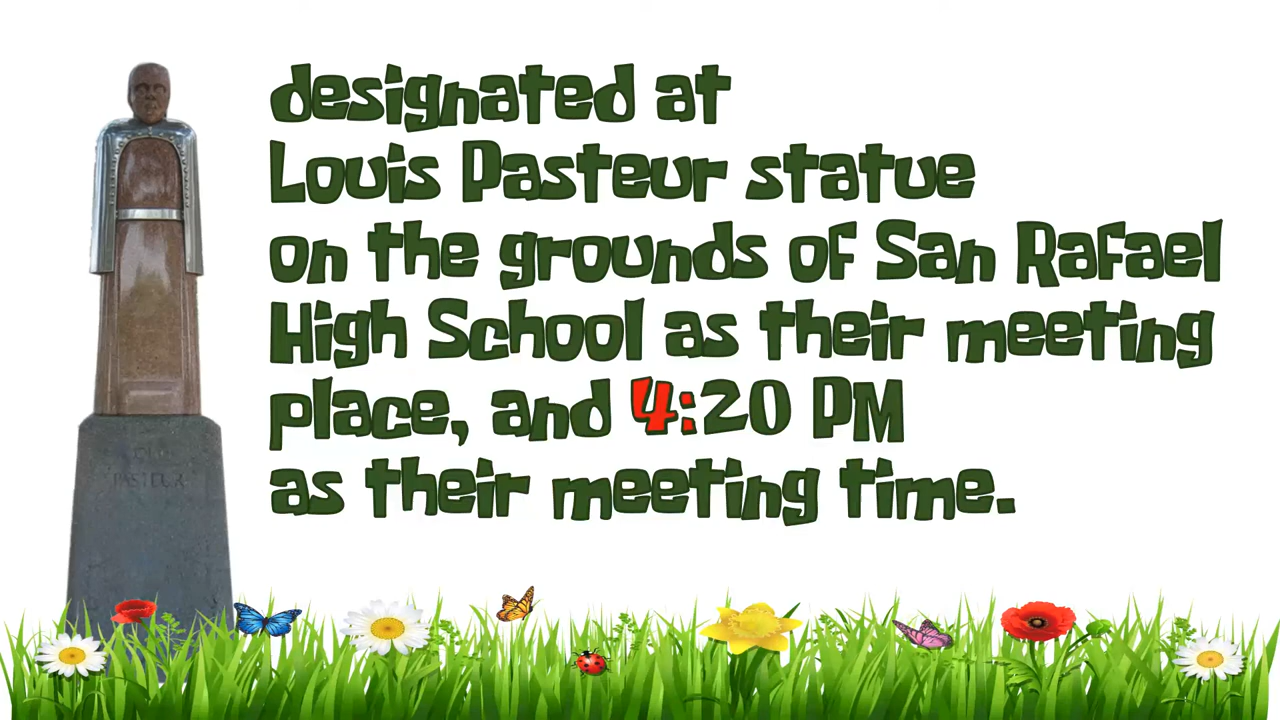 designated at
Louis Pasteur statue
on the grounds of San Rafael
High School as their meeting
place, and 4:20 PM
as their meeting time.
PASTEUR